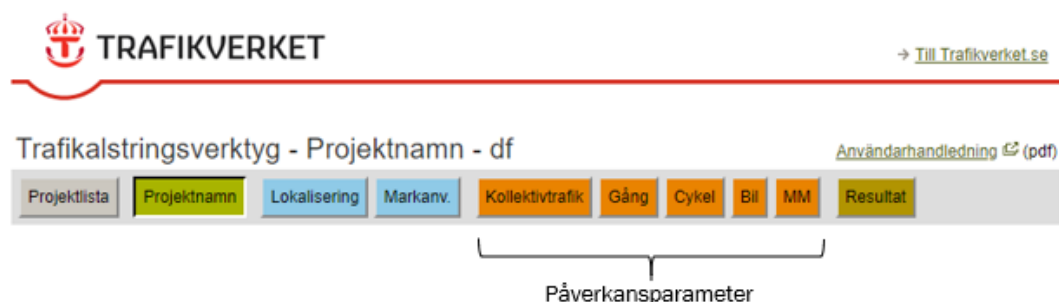 TRAFIKVERKET
→ Till Trafikverket.se
Trafikalstringsverktyg - Projektnamn - df
Användarhandledning (pdf)
Projektlista Projektnamn Lokalisering Markanv. Kollektivtrafik Gång Cykel Bil MM Resultat
Påverkansparameter